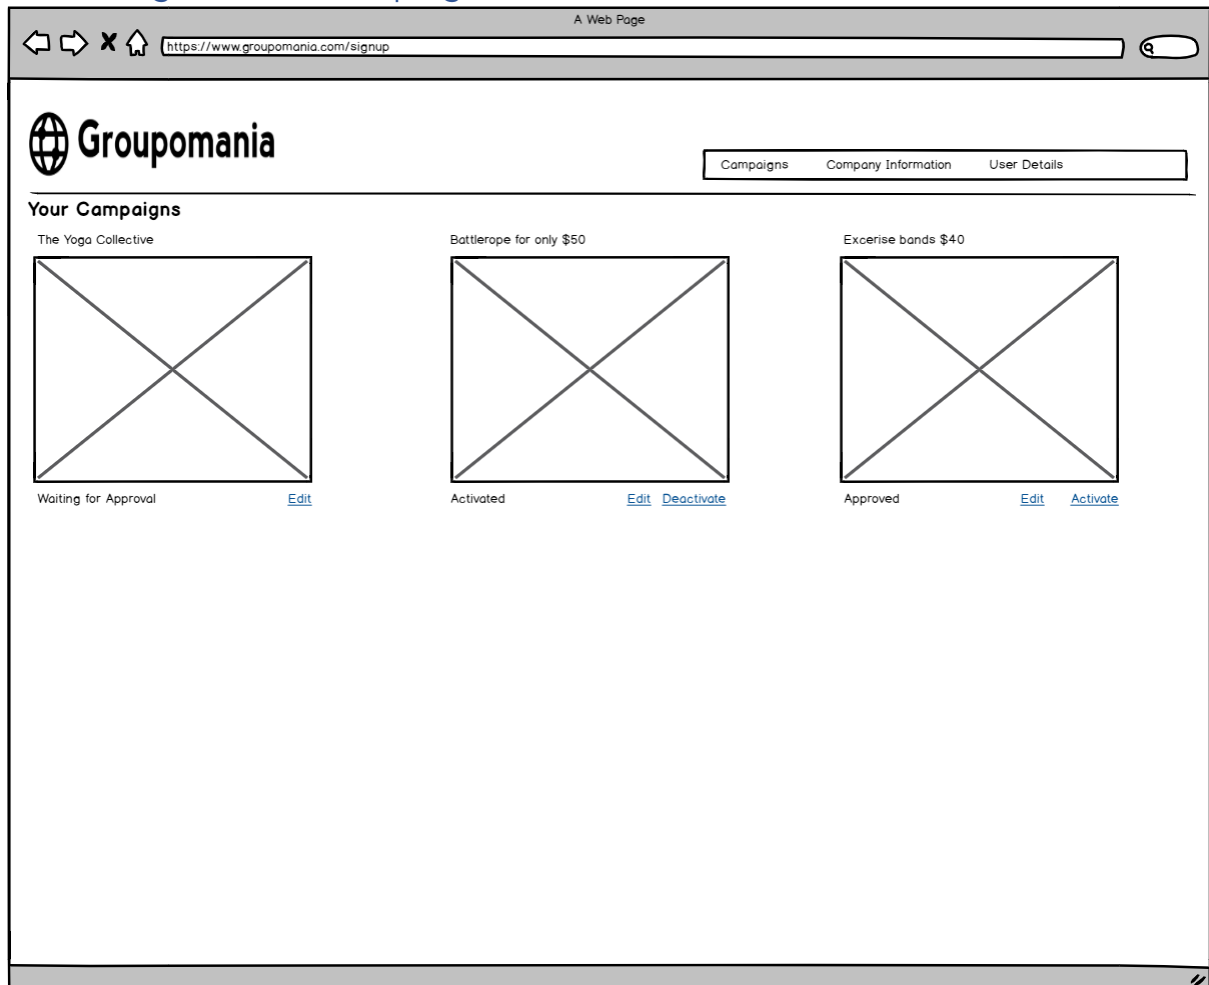 A Web Page
https://www.groupomania.com/signup
Groupomania
Campaigns Company Information User Details
Your Campaigns
The Yoga Collective Battlerope for only $50 Excerise bands $40
Waiting for Approval Edit Activated Edit Deactivate Approved Edit Activate